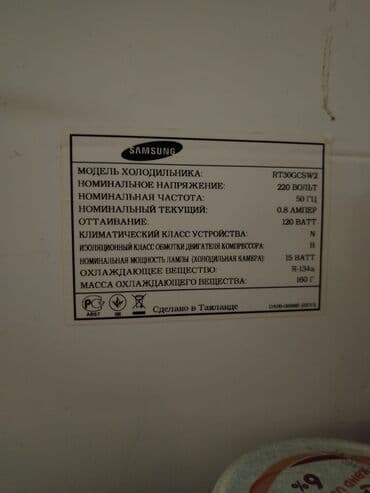 SAMSUNG
МОДЕЛЬ ХОЛОДИЛЬНИКА: RT30GCSW2
НОМИНАЛЬНОЕ НАПРЯЖЕНИЕ: 220 ВОЛЬТ
НОМИНАЛЬНАЯ ЧАСТОТА: 50 ГЦ
НОМИНАЛЬНЫЙ ТЕКУЩИЙ: 0.8 АМПЕР
ОТТАИВАНИЕ: 120 ВАТТ
КЛИМАТИЧЕСКИЙ КЛАСС УСТРОЙСТВА: N
ИЗОЛЯЦИОННЫЙ КЛАСС ОБМОТКИ ДВИГАТЕЛЯ КОМПРЕССОРА: B
НОМИНАЛЬНАЯ МОЩНОСТЬ ЛАМПЫ (ХОЛОДИЛЬНАЯ КАМЕРА): 15 ВАТТ
ОХЛАЖДАЮЩЕЕ ВЕЩЕСТВО: R-134a
МАССА ОХЛАЖДАЮЩЕГО ВЕЩЕСТВА: 160 Г
Сделано в Таиланде
6%